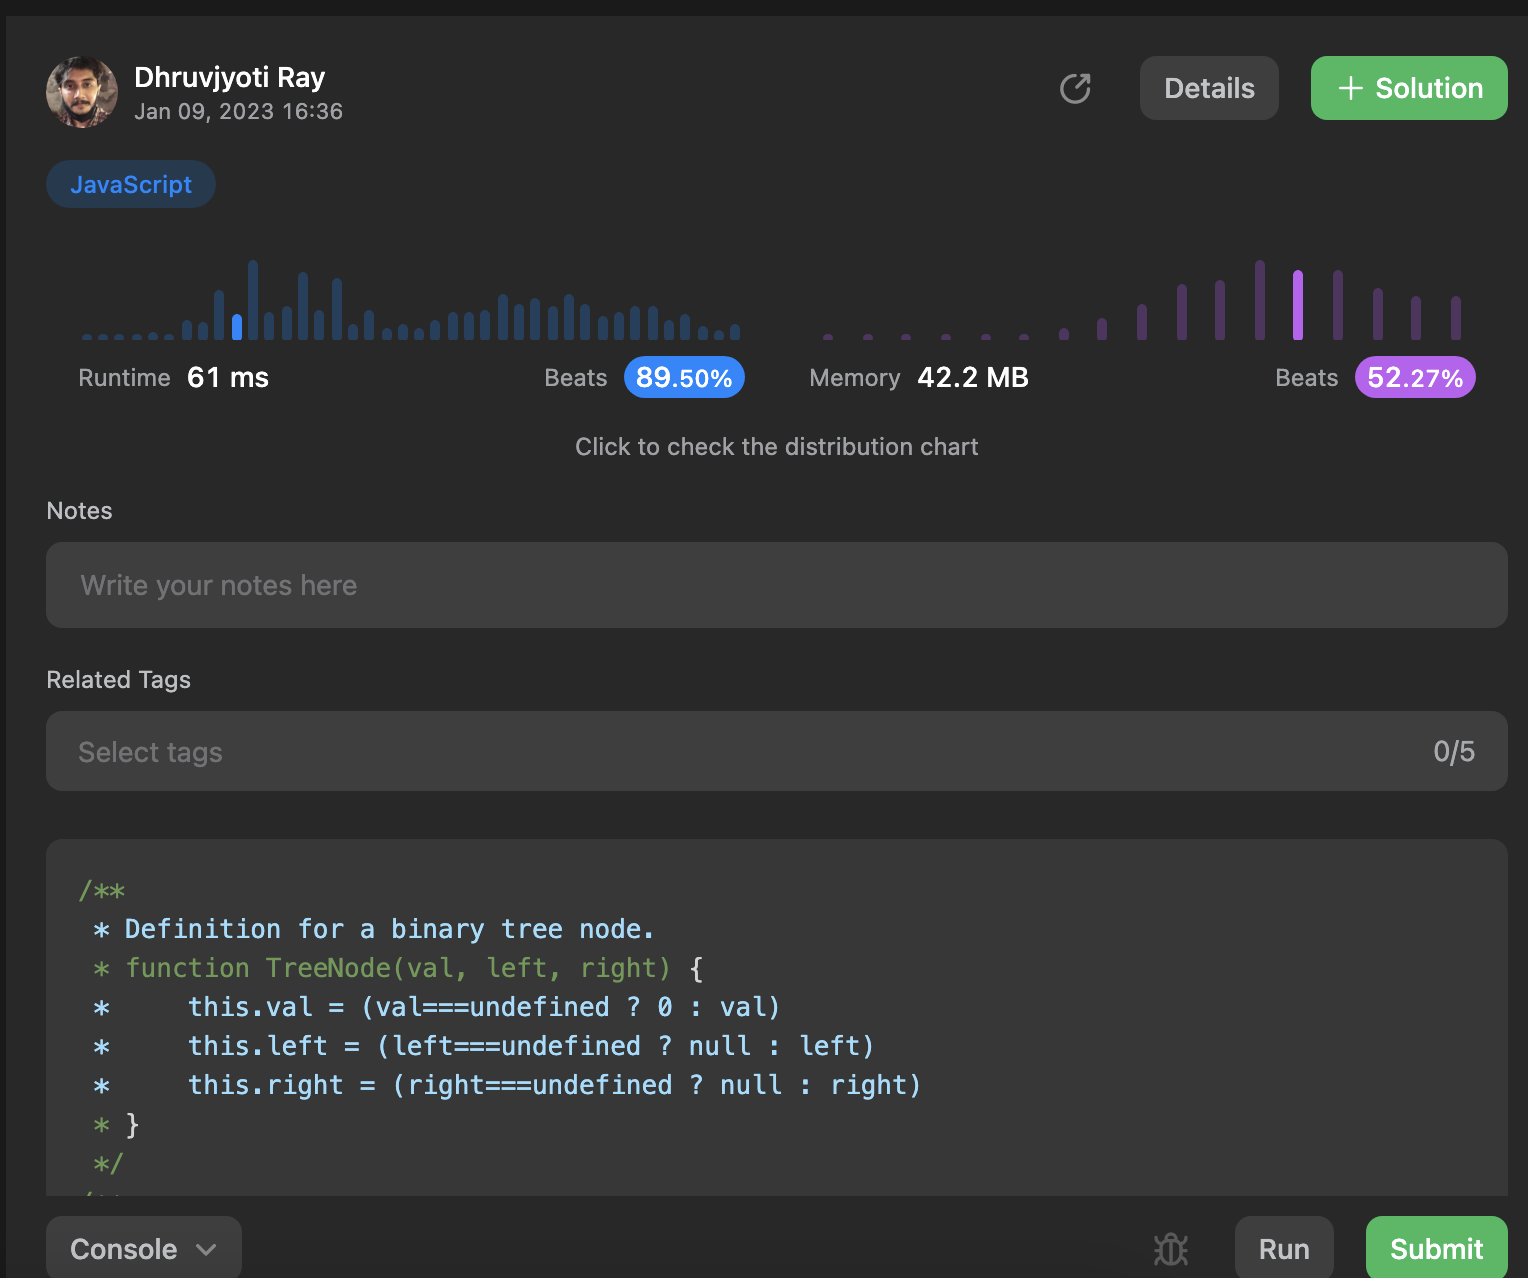 Dhruvjyoti Ray
Jan 09, 2023 16:36
Details
+ Solution
JavaScript
Runtime 61 ms
Beats 89.50%
Memory 42.2 MB
Beats 52.27%
Click to check the distribution chart
Notes
Write your notes here
Related Tags
Select tags
0/5
/**
 * Definition for a binary tree node.
 * function TreeNode(val, left, right) {
 *     this.val = (val===undefined ? 0 : val)
 *     this.left = (left===undefined ? null : left)
 *     this.right = (right===undefined ? null : right)
 * }
 */
Console
Run
Submit